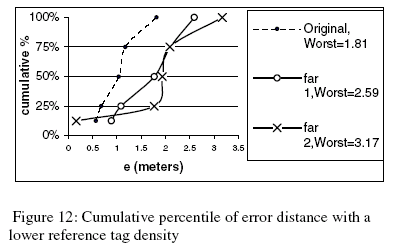 100%
75%
50%
25%
0%
cumulative %
0 0.5 1 1.5 2 2.5 3 3.5
e (meters)
Original,
Worst=1.81
far
1,Worst=2.59
far
2,Worst=3.17
Figure 12: Cumulative percentile of error distance with a
lower reference tag density